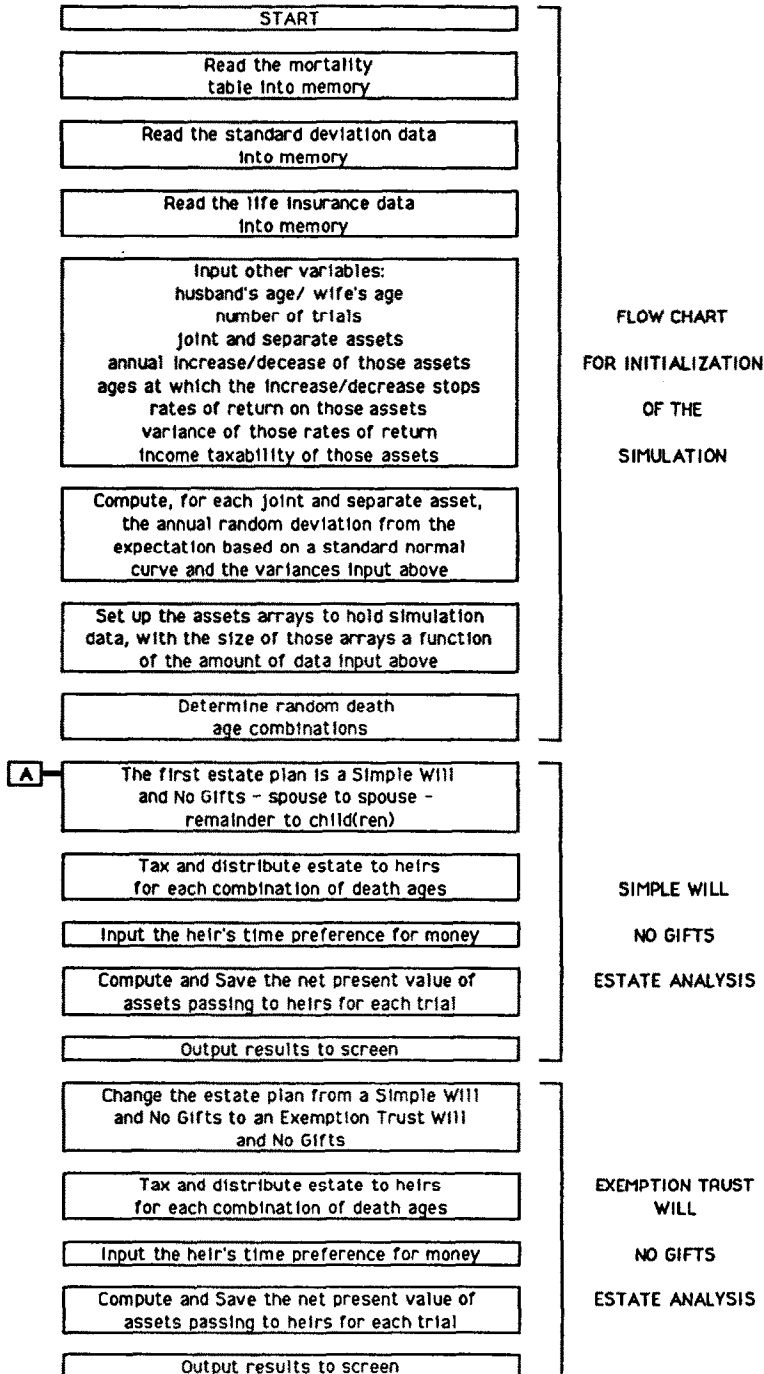 START
Read the mortality
table into memory
Read the standard deviation data
into memory
Read the life insurance data
into memory
Input other variables:
husband's age/ wife's age
number of trials
joint and separate assets
annual increase/decease of those assets
ages at which the increase/decrease stops
rates of return on those assets
variance of those rates of return
income taxability of those assets
Compute, for each joint and separate asset,
the annual random deviation from the
expectation based on a standard normal
curve and the variances input above
Set up the assets arrays to hold simulation
data, with the size of those arrays a function
of the amount of data input above
Determine random death
age combinations
FLOW CHART
FOR INITIALIZATION
OF THE
SIMULATION
A
The first estate plan is a Simple Will
and No Gifts - spouse to spouse -
remainder to child(ren)
Tax and distribute estate to heirs
for each combination of death ages
Input the heir's time preference for money
Compute and Save the net present value of
assets passing to heirs for each trial
Output results to screen
SIMPLE WILL
NO GIFTS
ESTATE ANALYSIS
Change the estate plan from a Simple Will
and No Gifts to an Exemption Trust Will
and No Gifts
Tax and distribute estate to heirs
for each combination of death ages
Input the heir's time preference for money
Compute and Save the net present value of
assets passing to heirs for each trial
Output results to screen
EXEMPTION TRUST
WILL
NO GIFTS
ESTATE ANALYSIS